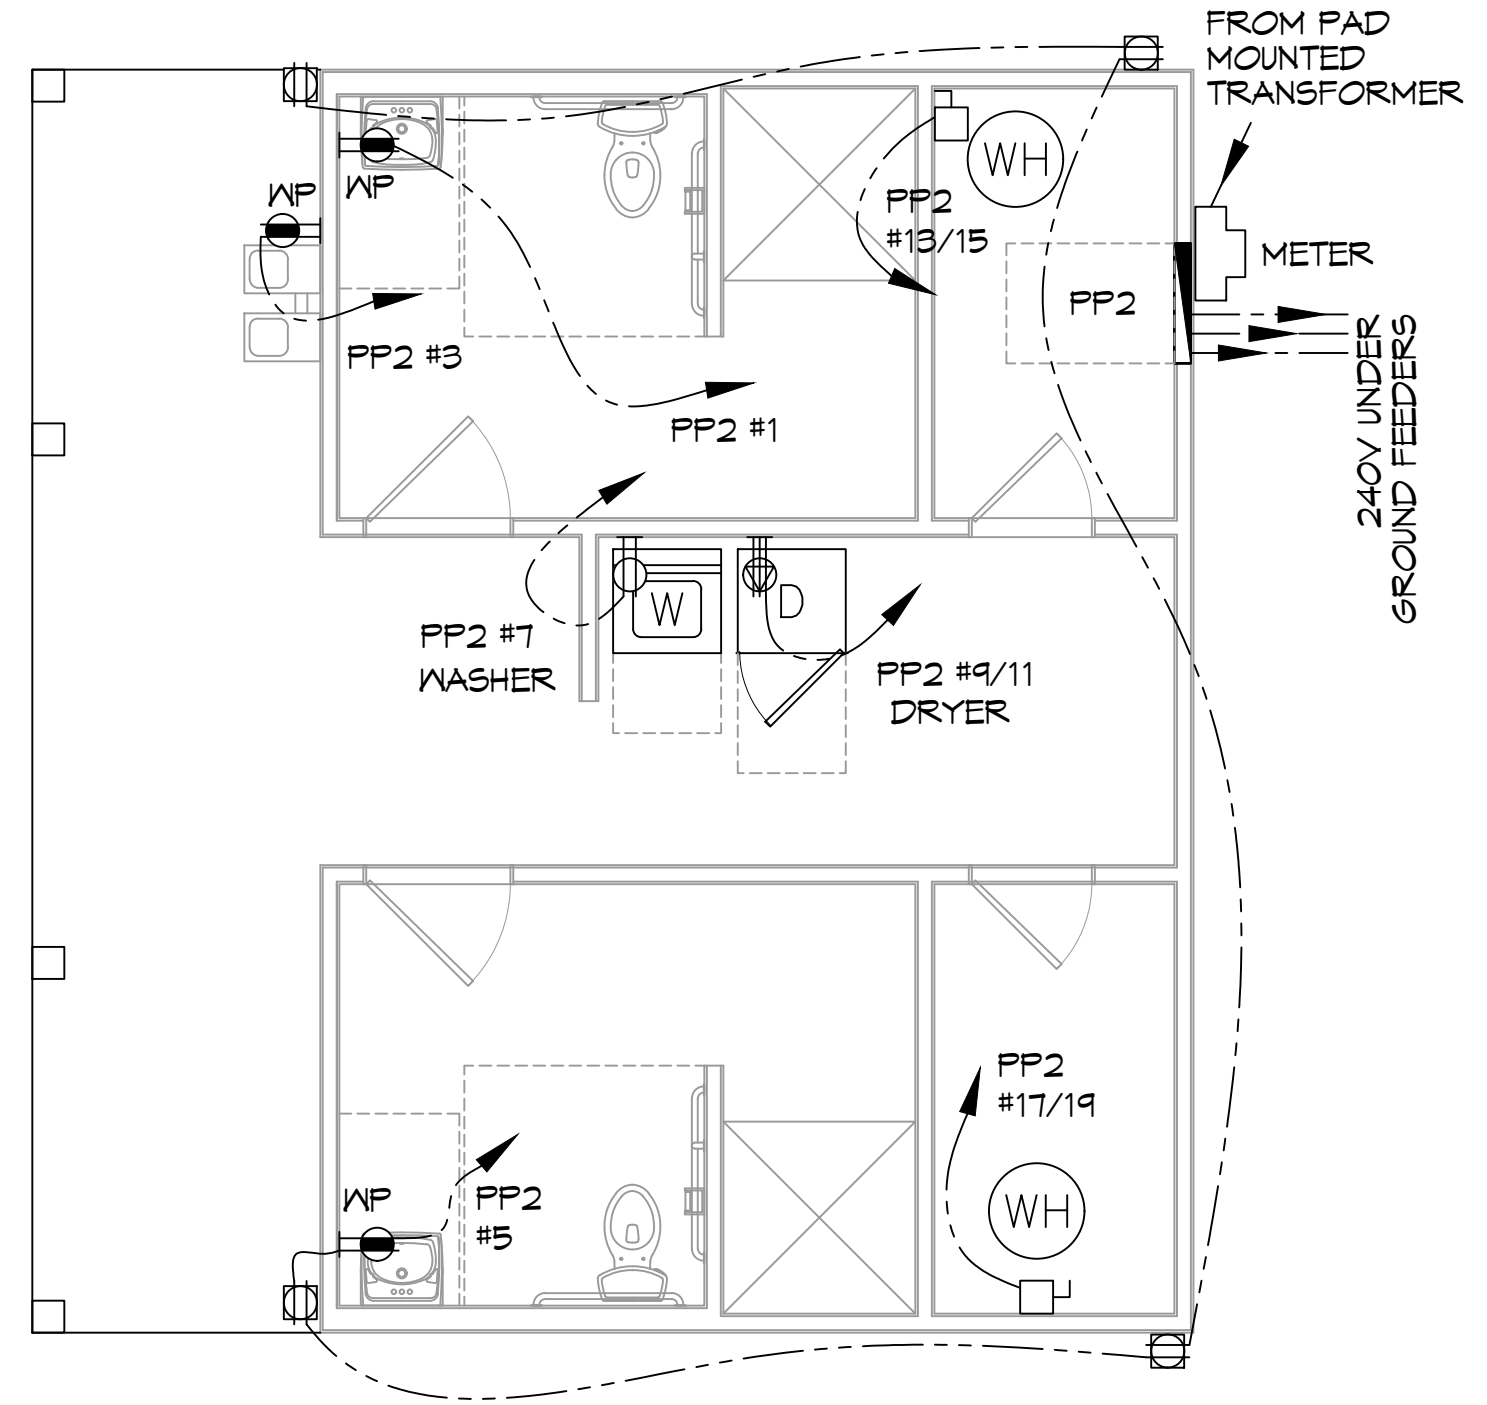 FROM PAD
MOUNTED
TRANSFORMER
WH
WP
WP
PP2
#13/15
METER
PP2
PP2 #3
240V UNDER
GROUND FEEDERS
PP2 #1
W
D
PP2 #7
WASHER
PP2 #9/11
DRYER
PP2
#17/19
WP
PP2
#5
WH